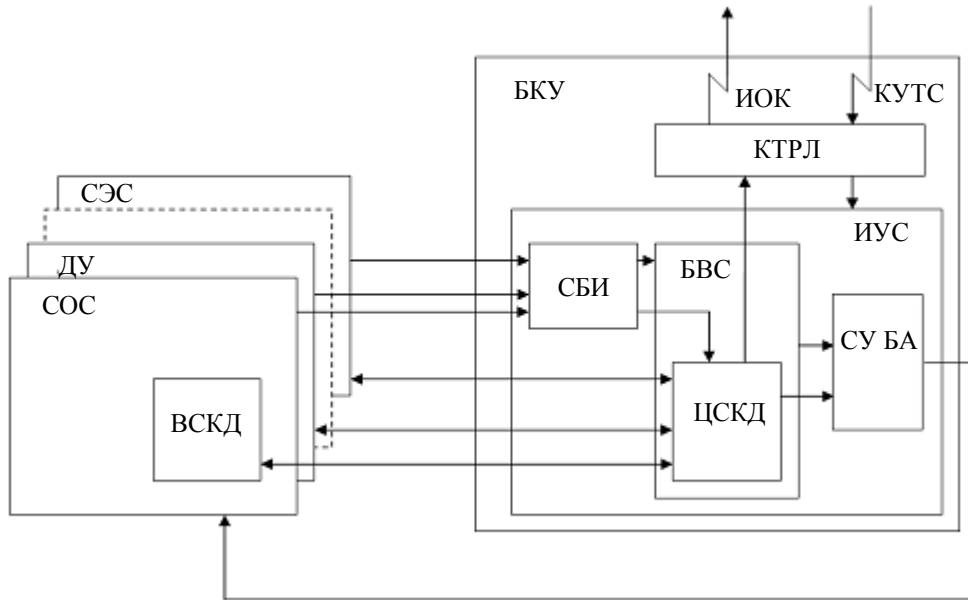 БКУ
ИОК
КУТС
КТРЛ
СЭС
ИУС
ДУ
БВС
СБИ
СОС
СУ БА
ВСКД
ЦСКД